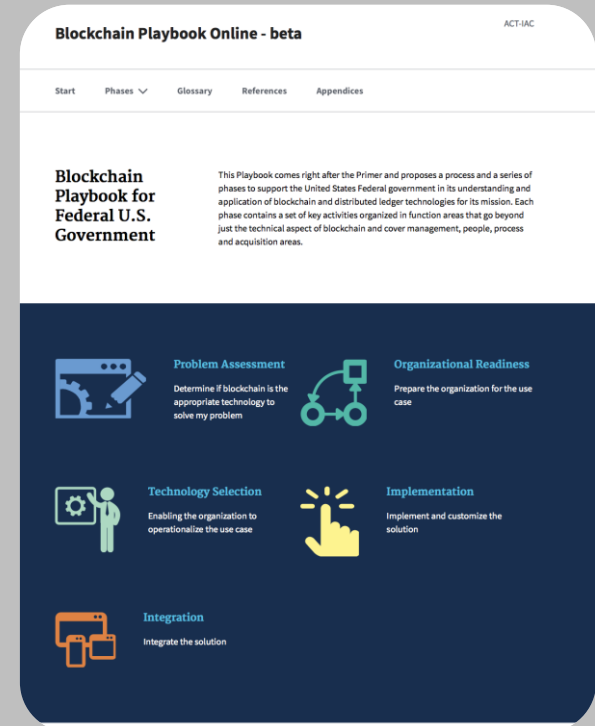 Blockchain Playbook Online - beta
ACT-IAC
Start
Phases
Glossary
References
Appendices
Blockchain
Playbook for
Federal U.S.
Government
This Playbook comes right after the Primer and proposes a process and a series of
phases to support the United States Federal government in its understanding and
application of blockchain and distributed ledger technologies for its mission. Each
phase contains a set of key activities organized in function areas that go beyond
just the technical aspect of blockchain and cover management, people, process
and acquisition areas.
Problem Assessment
Determine if blockchain is the
appropriate technology to
solve my problem
Organizational Readiness
Prepare the organization for the use
case
Technology Selection
Enabling the organization to
operationalize the use case
Implementation
Implement and customize the
solution
Integration
Integrate the solution